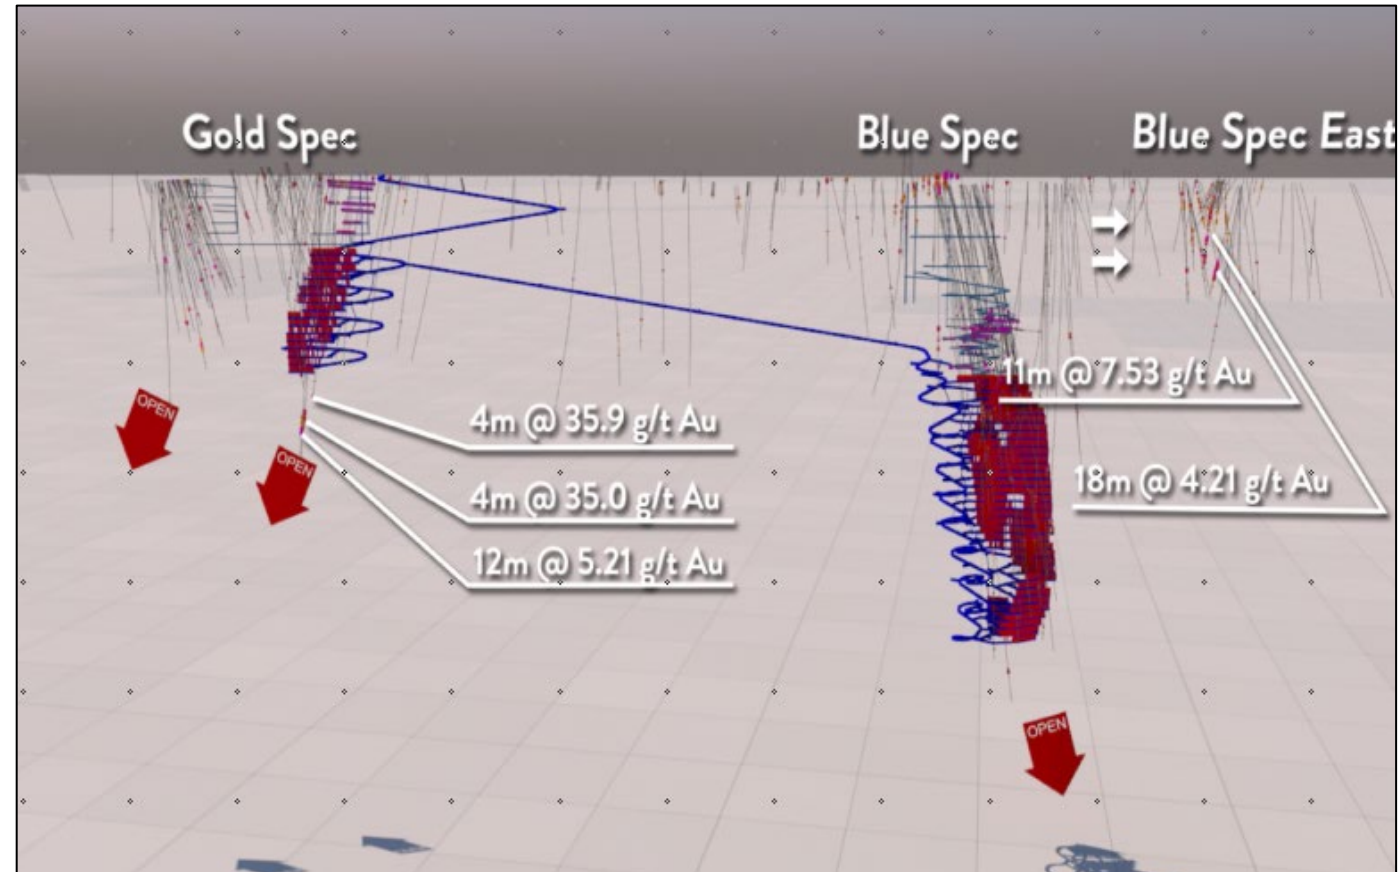 Gold Spec
Blue Spec
Blue Spec East
11m @ 7.53 g/t Au
OPEN
4m @ 35.9 g/t Au
OPEN
18m @ 4.21 g/t Au
4m @ 35.0 g/t Au
12m @ 5.21 g/t Au
OPEN